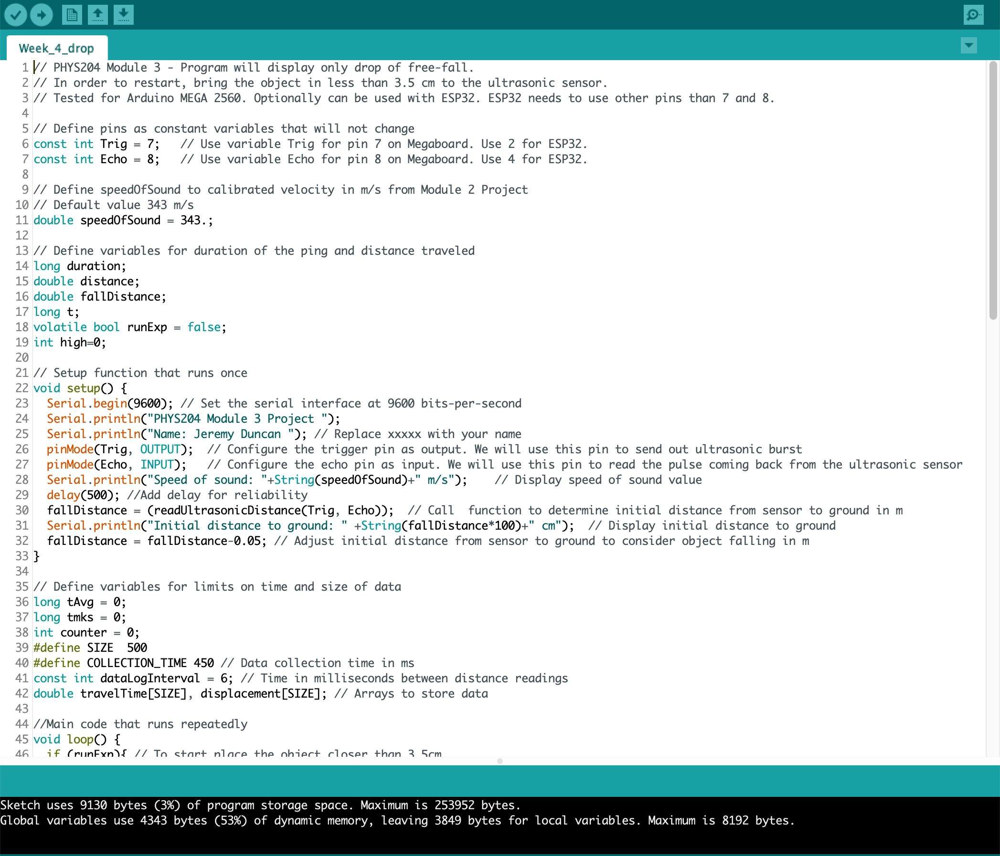 Week_4_drop
1 // PHYS204 Module 3 - Program will display only drop of free-fall.
2 // In order to restart, bring the object in less than 3.5 cm to the ultrasonic sensor.
3 // Tested for Arduino MEGA 2560. Optionally can be used with ESP32. ESP32 needs to use other pins than 7 and 8.
4
5 // Define pins as constant variables that will not change
6 const int Trig = 7;   // Use variable Trig for pin 7 on Megaboard. Use 2 for ESP32.
7 const int Echo = 8;   // Use variable Echo for pin 8 on Megaboard. Use 4 for ESP32.
8
9 // Define speedOfSound to calibrated velocity in m/s from Module 2 Project
10 // Default value 343 m/s
11 double speedOfSound = 343.;
12
13 // Define variables for duration of the ping and distance traveled
14 long duration;
15 double distance;
16 double fallDistance;
17 long t;
18 volatile bool runExp = false;
19 int high=0;
20
21 // Setup function that runs once
22 void setup() {
23   Serial.begin(9600); // Set the serial interface at 9600 bits-per-second
24   Serial.println("PHYS204 Module 3 Project ");
25   Serial.println("Name: Jeremy Duncan "); // Replace xxxxx with your name
26   pinMode(Trig, OUTPUT);  // Configure the trigger pin as output. We will use this pin to send out ultrasonic burst
27   pinMode(Echo, INPUT);   // Configure the echo pin as input. We will use this pin to read the pulse coming back from the ultrasonic sensor
28   Serial.println("Speed of sound: "+String(speedOfSound)+" m/s");    // Display speed of sound value
29   delay(500); //Add delay for reliability
30   fallDistance = (readUltrasonicDistance(Trig, Echo));  // Call  function to determine initial distance from sensor to ground in m
31   Serial.println("Initial distance to ground: " +String(fallDistance*100)+" cm");  // Display initial distance to ground
32   fallDistance = fallDistance-0.05; // Adjust initial distance from sensor to ground to consider object falling in m
33 }
34
35 // Define variables for limits on time and size of data
36 long tAvg = 0;
37 long tmks = 0;
38 int counter = 0;
39 #define SIZE  500
40 #define COLLECTION_TIME 450 // Data collection time in ms
41 const int dataLogInterval = 6; // Time in milliseconds between distance readings
42 double travelTime[SIZE], displacement[SIZE]; // Arrays to store data
43
44 //Main code that runs repeatedly
45 void loop() {
46   if (runExp){ // To start place the object closer than 3.5cm
Sketch uses 9130 bytes (3%) of program storage space. Maximum is 253952 bytes.
Global variables use 4343 bytes (53%) of dynamic memory, leaving 3849 bytes for local variables. Maximum is 8192 bytes.